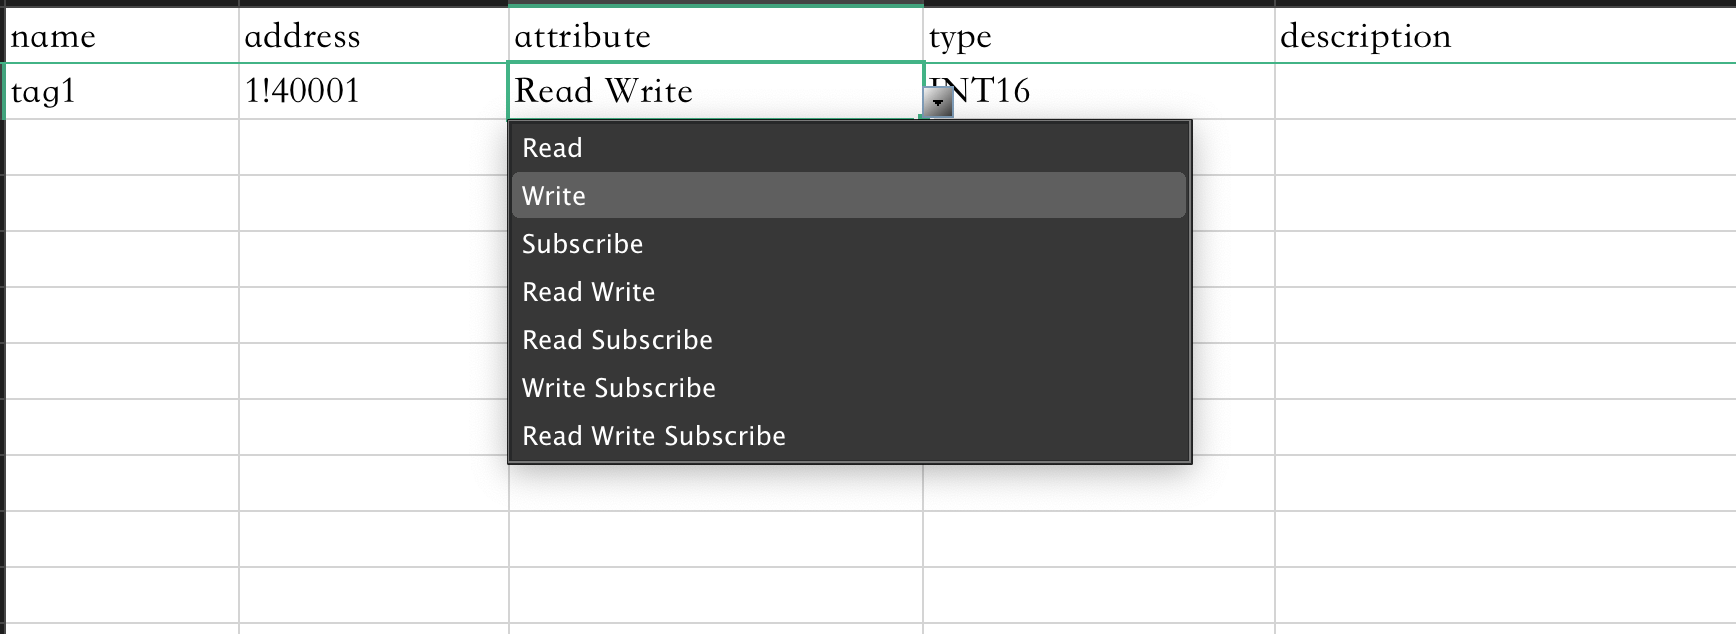 name address attribute type description
tag1 1!40001 Read Write INT16
Read
Write
Subscribe
Read Write
Read Subscribe
Write Subscribe
Read Write Subscribe